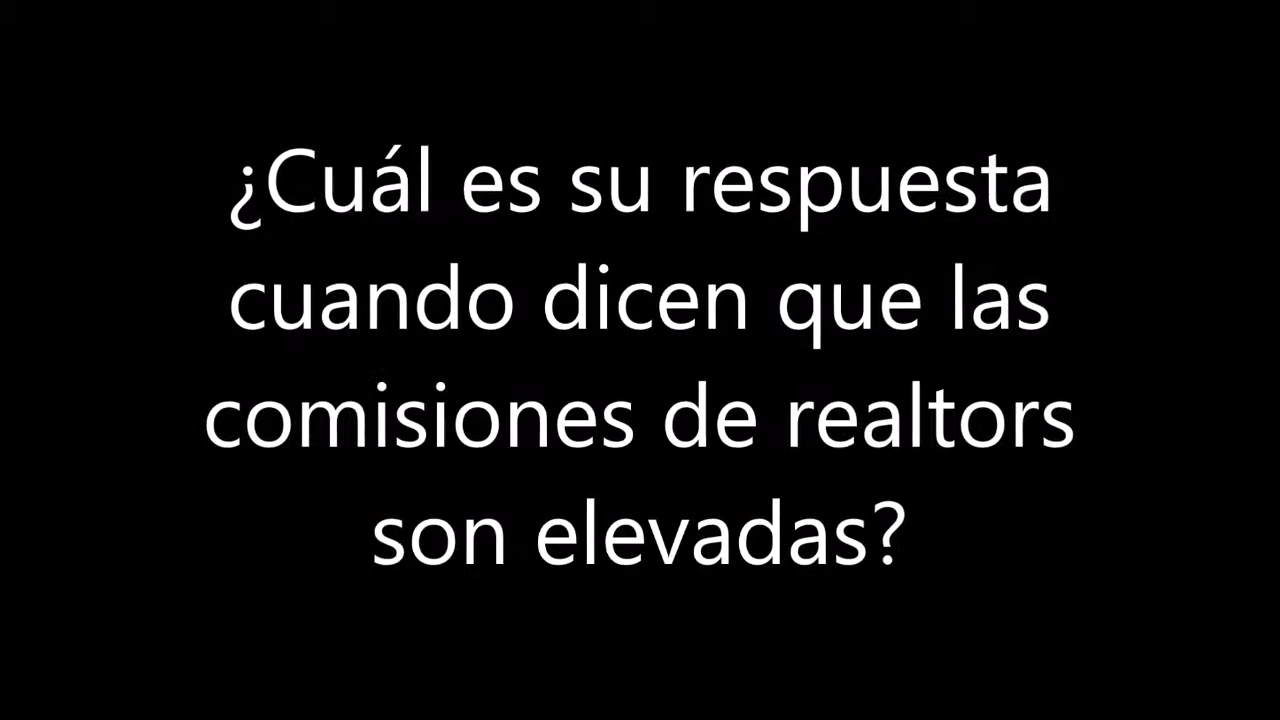 ¿Cuál es su respuesta
cuando dicen que las
comisiones de realtors
son elevadas?